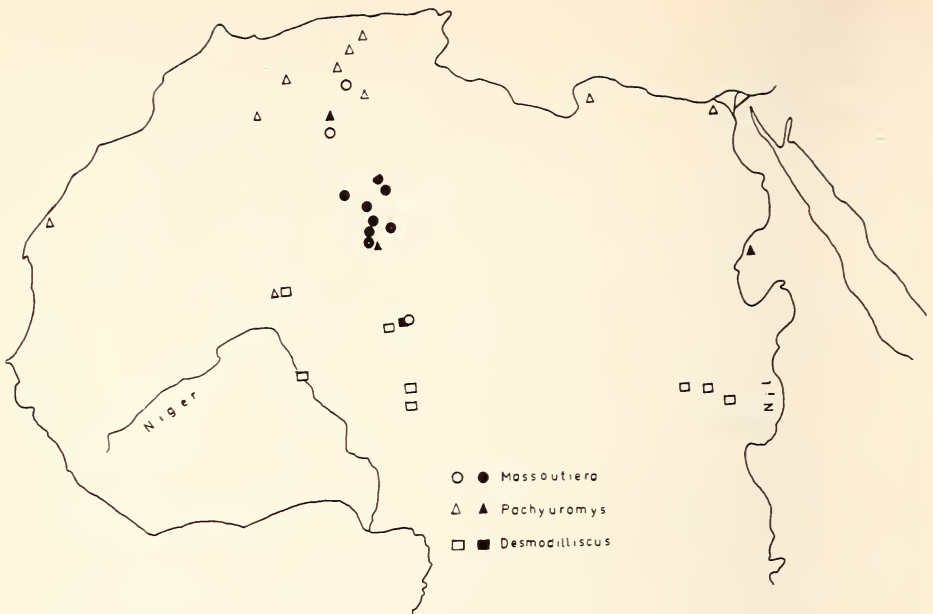 Niger
Nil
Massoutiera
Pachyuromys
Desmodilliscus